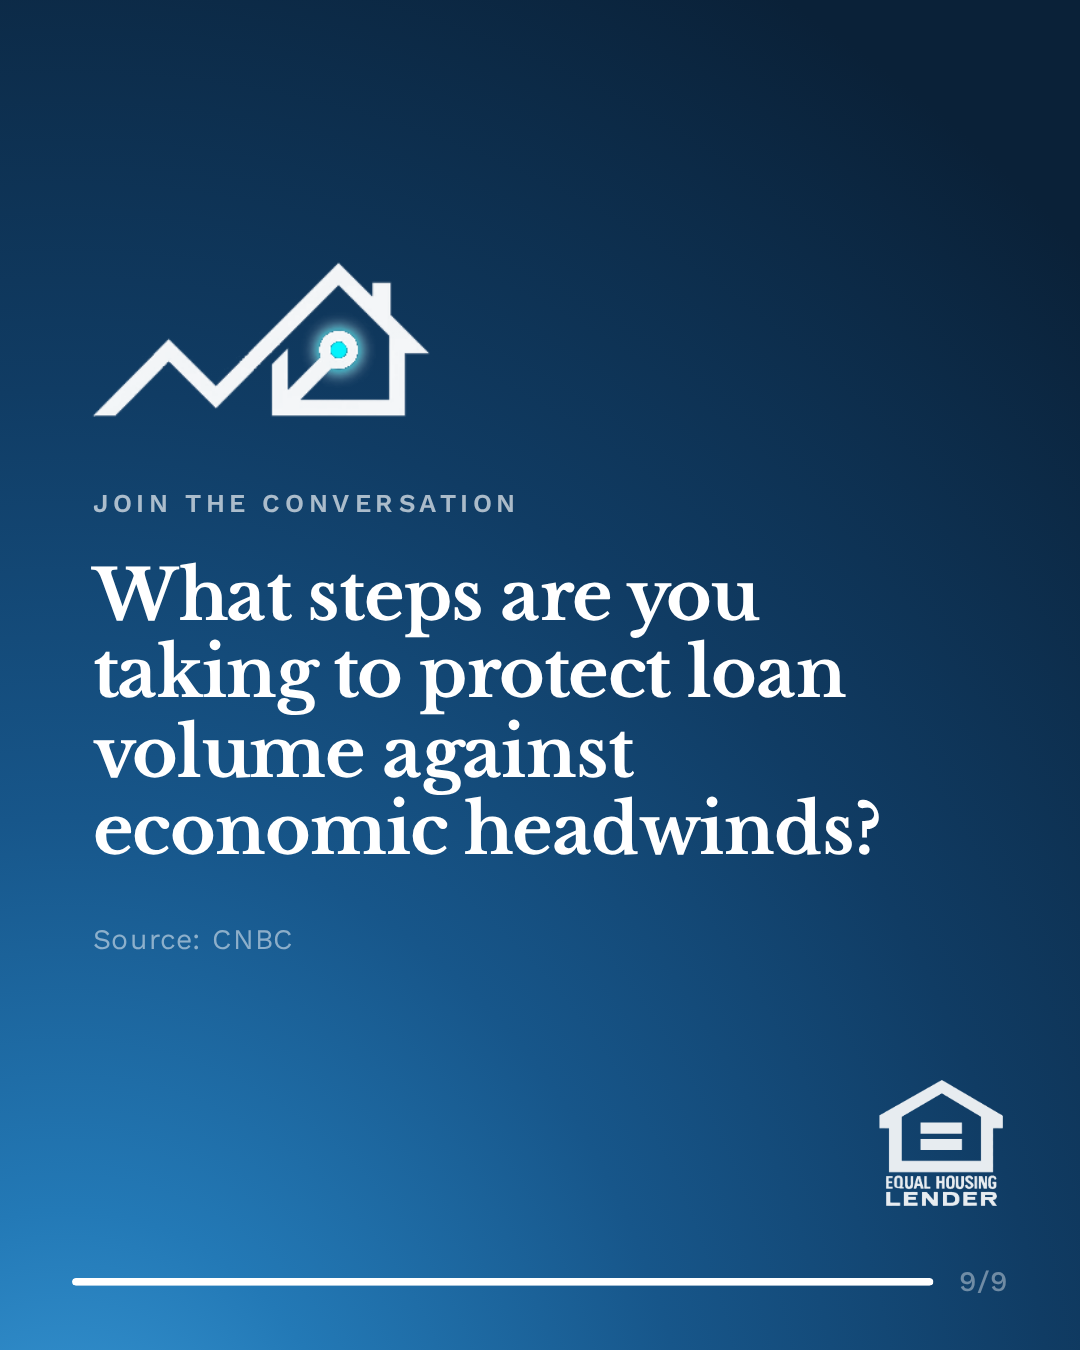 JOIN THE CONVERSATION
What steps are you
taking to protect loan
volume against
economic headwinds?
Source: CNBC
EQUAL HOUSING
LENDER
9/9